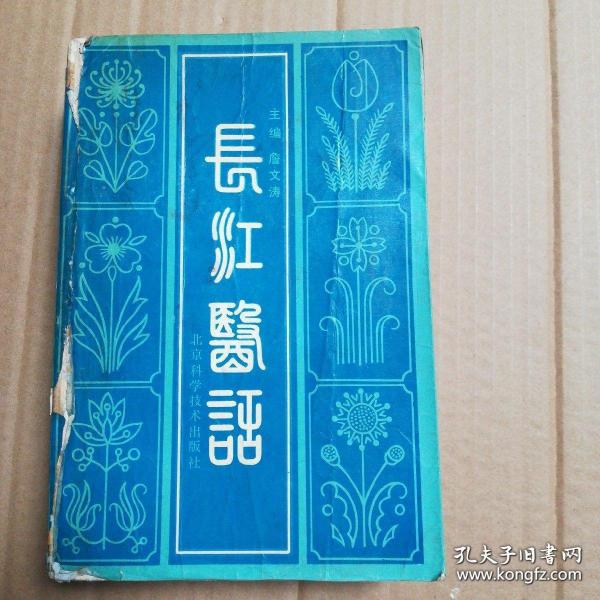 主编 詹文涛
長江醫話
北京科学技术出版社
孔夫子旧書网
www.kongfz.com